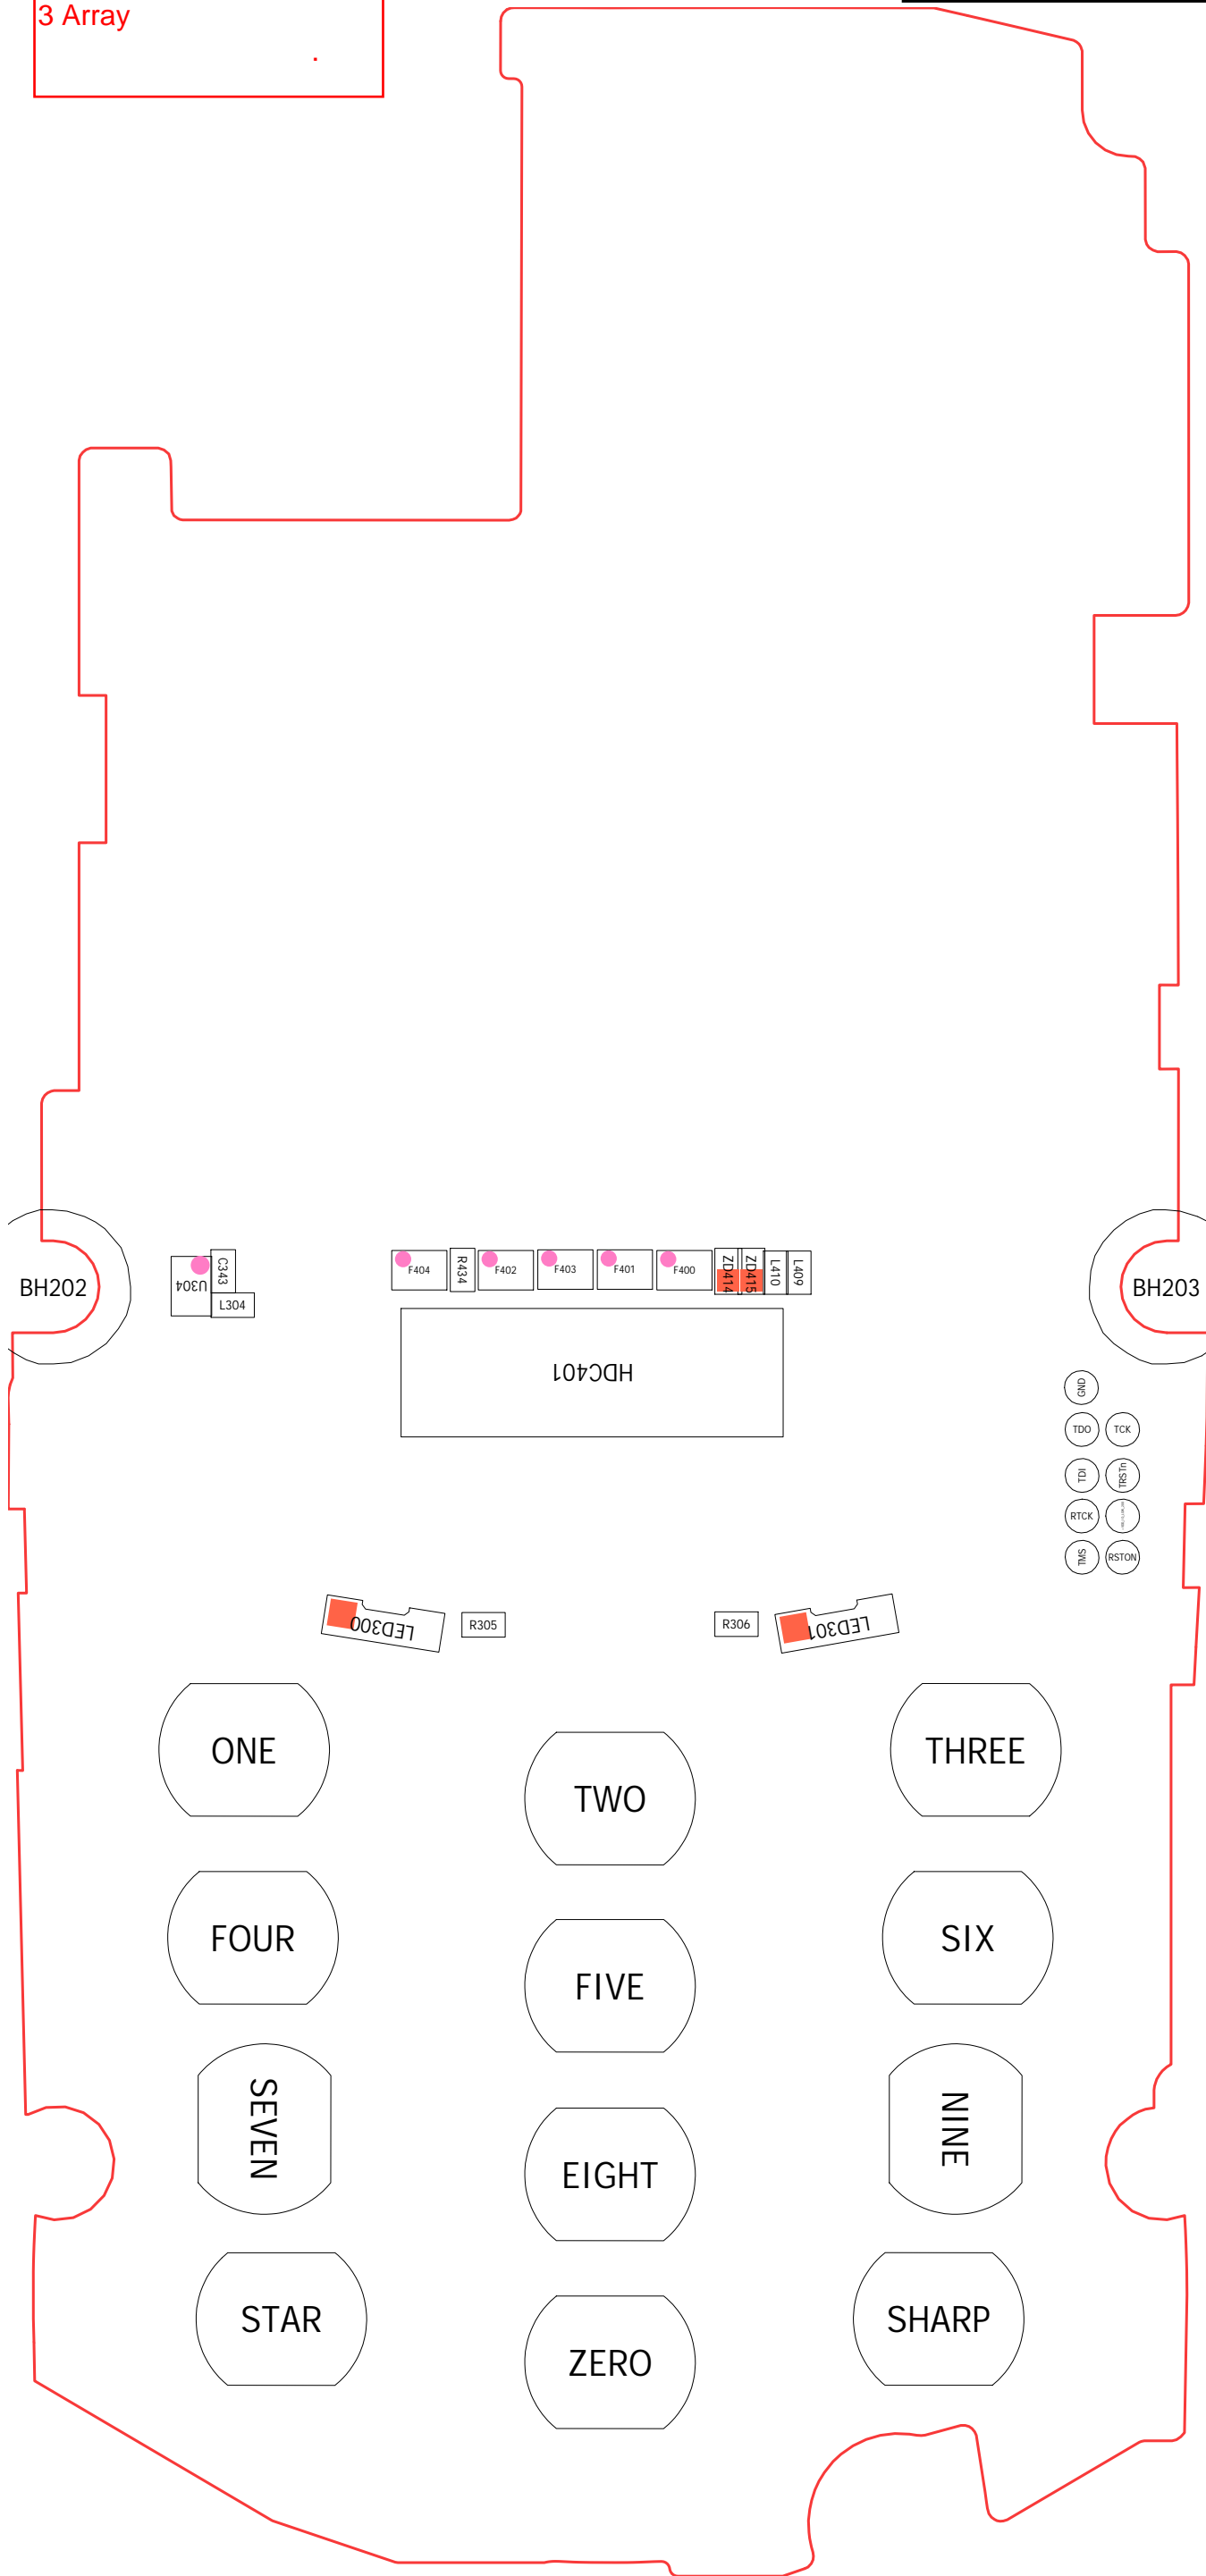 3 Array
.
BH202
U304
C343
L304
F404
R434
F402
F403
F401
F400
ZD414
ZD415
L410
L409
BH203
HDC401
GND
TDO
TCK
TDI
TRSTn
RTCK
TMS
RSTON
LED300
R305
R306
LED301
ONE
TWO
THREE
FOUR
FIVE
SIX
SEVEN
EIGHT
NINE
STAR
ZERO
SHARP